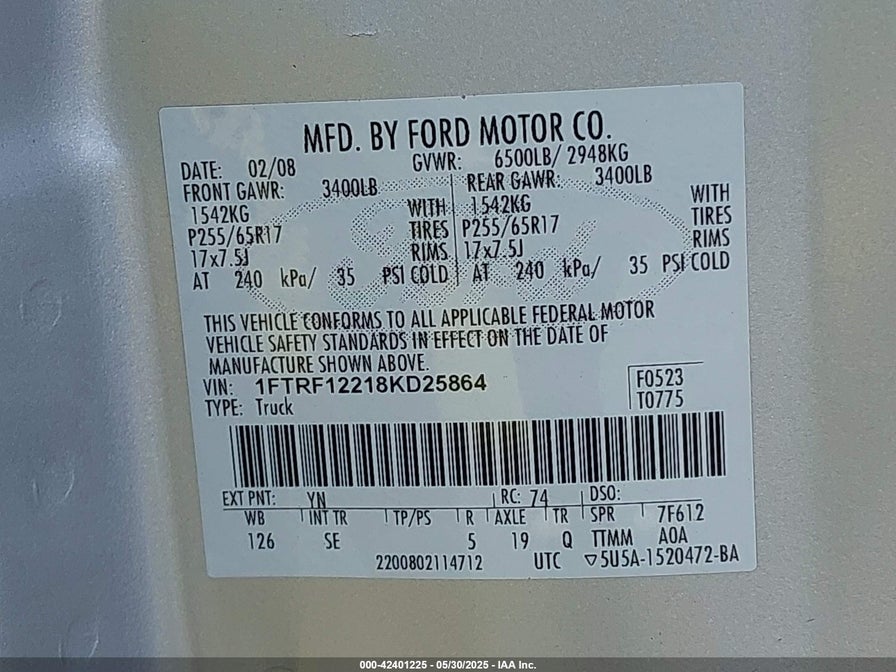 MFD. BY FORD MOTOR CO.
DATE: 02/08 GVWR: 6500LB/ 2948KG
FRONT GAWR: 3400LB REAR GAWR: 3400LB
1542KG WITH 1542KG WITH
P255/65R17 TIRES P255/65R17 TIRES
17x7.5J RIMS 17x7.5J RIMS
AT 240 kPa/ 35 PSI COLD AT 240 kPa/ 35 PSI COLD
THIS VEHICLE CONFORMS TO ALL APPLICABLE FEDERAL MOTOR
VEHICLE SAFETY STANDARDS IN EFFECT ON THE DATE OF
MANUFACTURE SHOWN ABOVE.
VIN: 1FTRF12218KD25864 F0523
TYPE: Truck T0775
EXT PNT: YN RC: 74 DSO:
WB INT TR TP/PS R AXLE TR SPR 7F612
126 SE 5 19 Q TTMM A0A
2200802114712 UTC ▽5U5A-1520472-BA
000-42401225 - 05/30/2025 - IAA Inc.